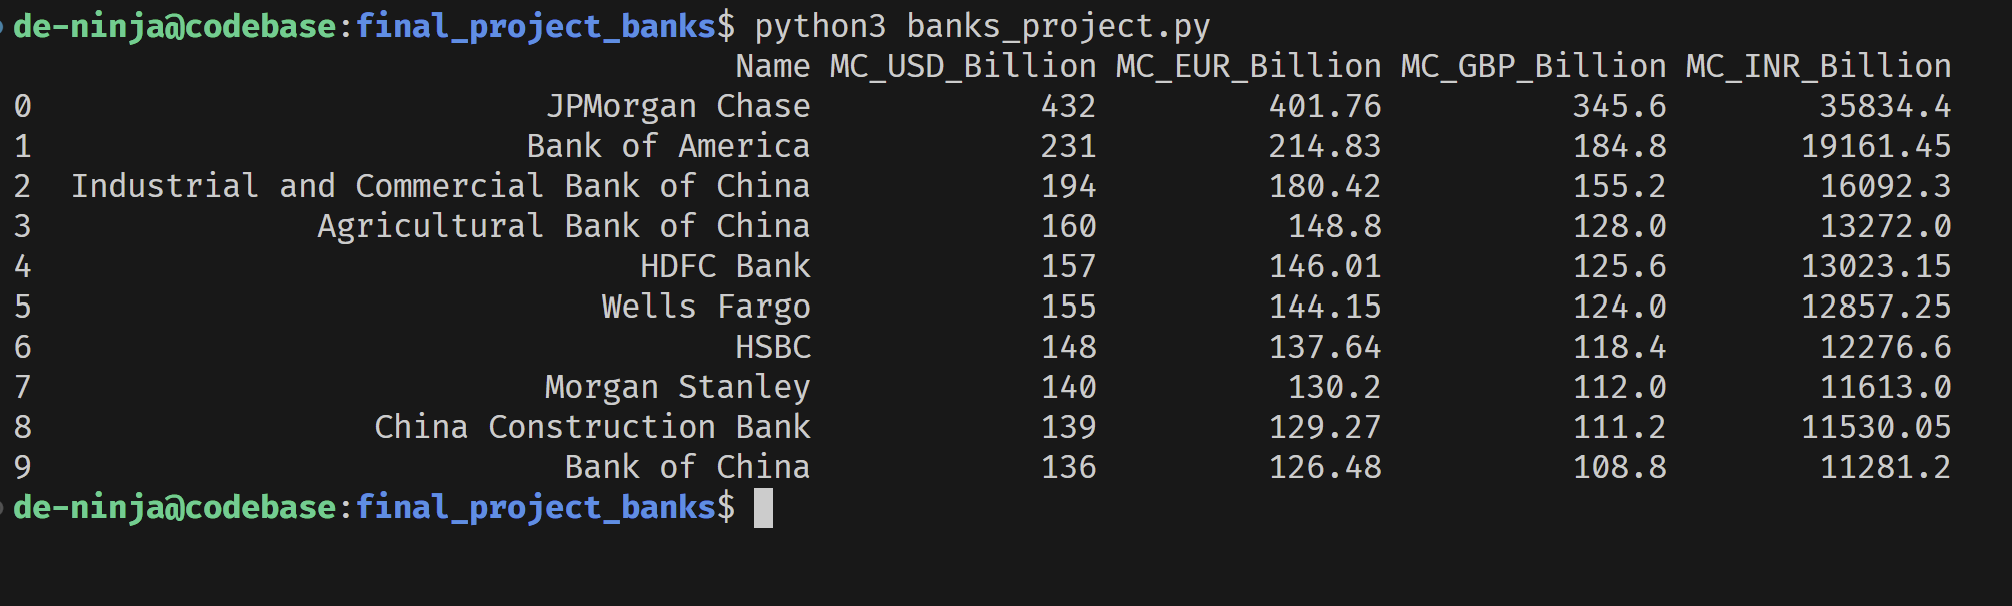 de-ninja@codebase:final_project_banks$ python3 banks_project.py
Name MC_USD_Billion MC_EUR_Billion MC_GBP_Billion MC_INR_Billion
0 JPMorgan Chase 432 401.76 345.6 35834.4
1 Bank of America 231 214.83 184.8 19161.45
2 Industrial and Commercial Bank of China 194 180.42 155.2 16092.3
3 Agricultural Bank of China 160 148.8 128.0 13272.0
4 HDFC Bank 157 146.01 125.6 13023.15
5 Wells Fargo 155 144.15 124.0 12857.25
6 HSBC 148 137.64 118.4 12276.6
7 Morgan Stanley 140 130.2 112.0 11613.0
8 China Construction Bank 139 129.27 111.2 11530.05
9 Bank of China 136 126.48 108.8 11281.2
de-ninja@codebase:final_project_banks$